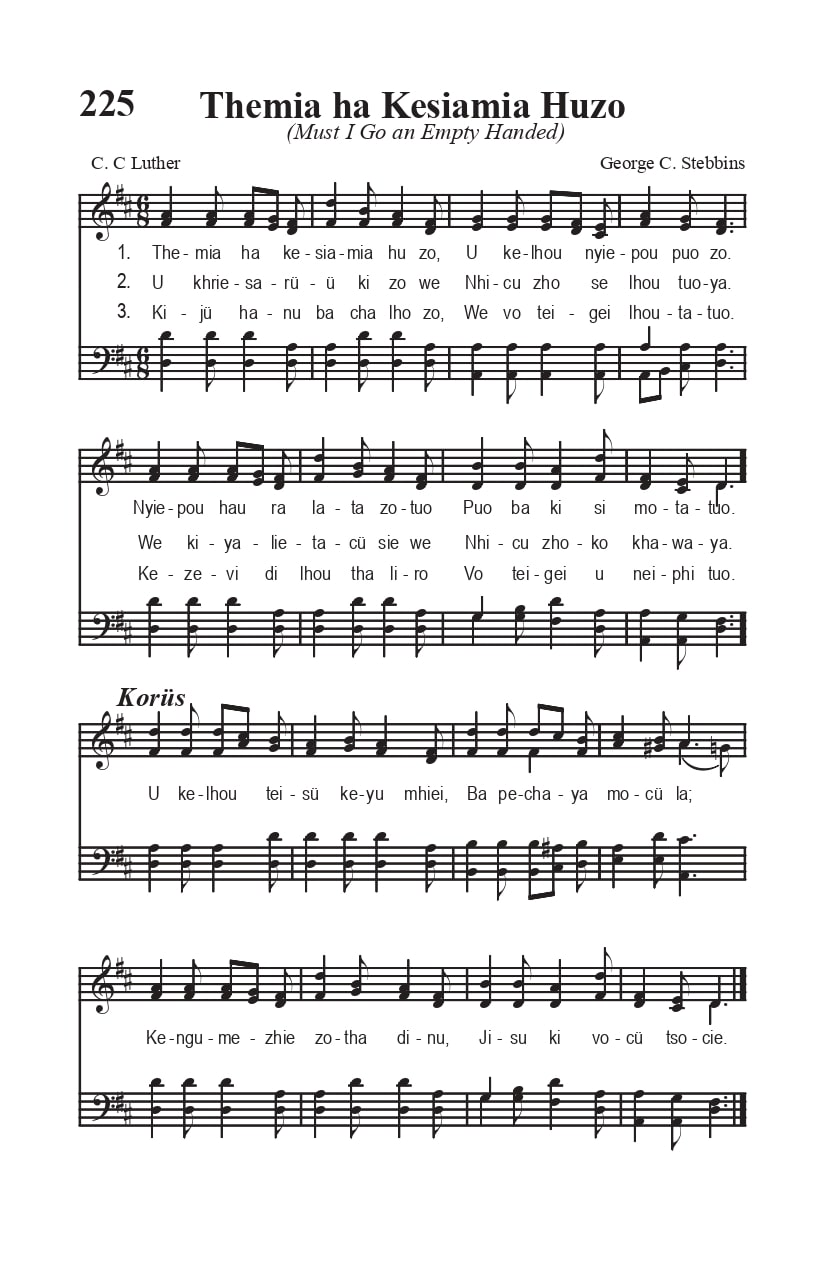 225 Themia ha Kesiamia Huzo
(Must I Go an Empty Handed)
C. C Luther George C. Stebbins
1. The- mia ha ke- sia-mia hu zo, U ke-lhou nyie-pou puo zo.
2. U khrie- sa-rü-ü ki zo we Nhi-cu zho se lhou tuo-ya.
3. Ki- jü ha-nu ba cha lho zo, We vo tei- gei lhou-ta-tuo.
Nyie-pou hau ra la-ta zo-tuo Puo ba ki si mo-ta-tuo.
We ki-ya-lie-ta-cü sie we Nhi-cu zho-ko kha-wa-ya.
Ke-ze-vi di lhou tha li-ro Vo tei-gei u nei-phi tuo.
Korüs
U ke-lhou tei-sü ke-yu mhiei, Ba pe-cha-ya mo-cü la;
Ke-ngu-me-zhie zo-tha di-nu, Ji-su ki vo-cü tso-cie.